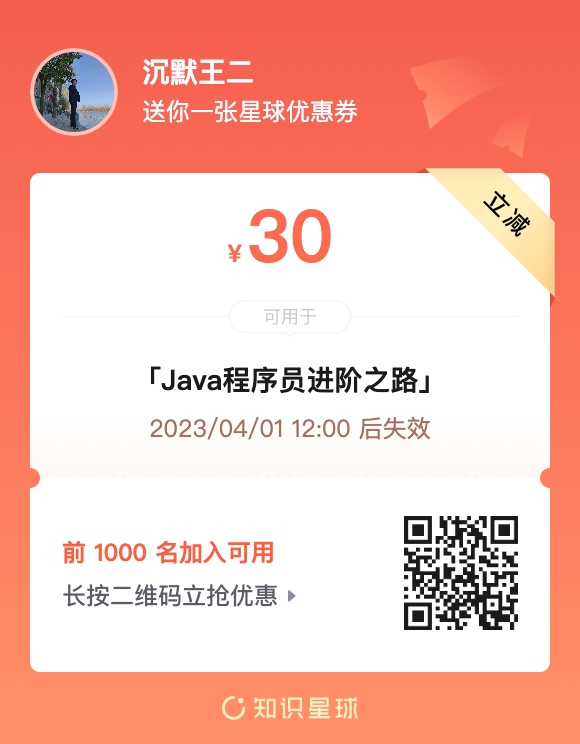 沉默王二
送你一张星球优惠券
立减
¥30
可用于
「Java程序员进阶之路」
2023/04/01 12:00 后失效
前 1000 名加入可用
长按二维码立抢优惠
知识星球